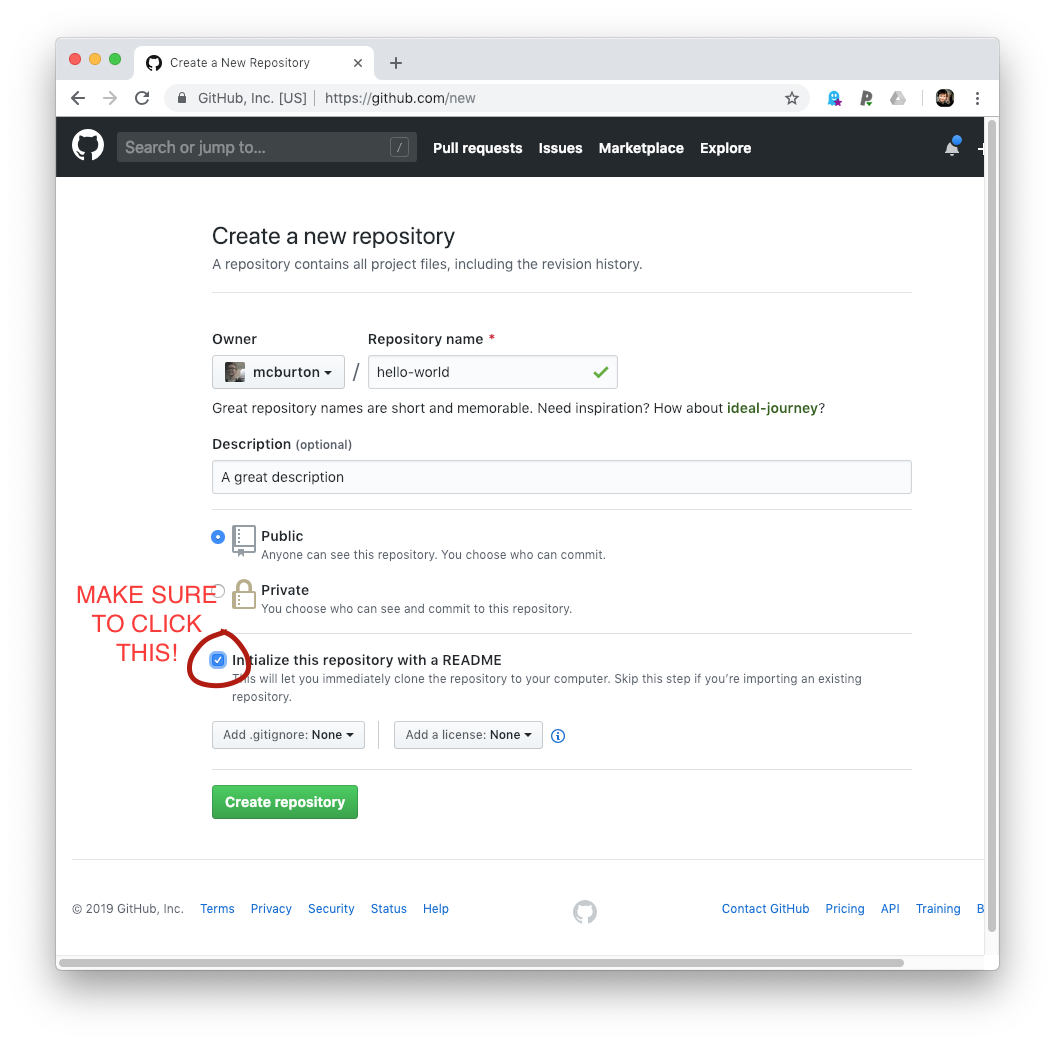 Create a New Repository
GitHub, Inc. [US] https://github.com/new
Search or jump to... /
Pull requests Issues Marketplace Explore
Create a new repository
A repository contains all project files, including the revision history.
Owner Repository name *
mcburton / hello-world
Great repository names are short and memorable. Need inspiration? How about ideal-journey?
Description (optional)
A great description
Public
Anyone can see this repository. You choose who can commit.
Private
You choose who can see and commit to this repository.
MAKE SURE
TO CLICK
THIS!
Initialize this repository with a README
This will let you immediately clone the repository to your computer. Skip this step if you’re importing an existing
repository.
Add .gitignore: None Add a license: None
Create repository
© 2019 GitHub, Inc. Terms Privacy Security Status Help Contact GitHub Pricing API Training B